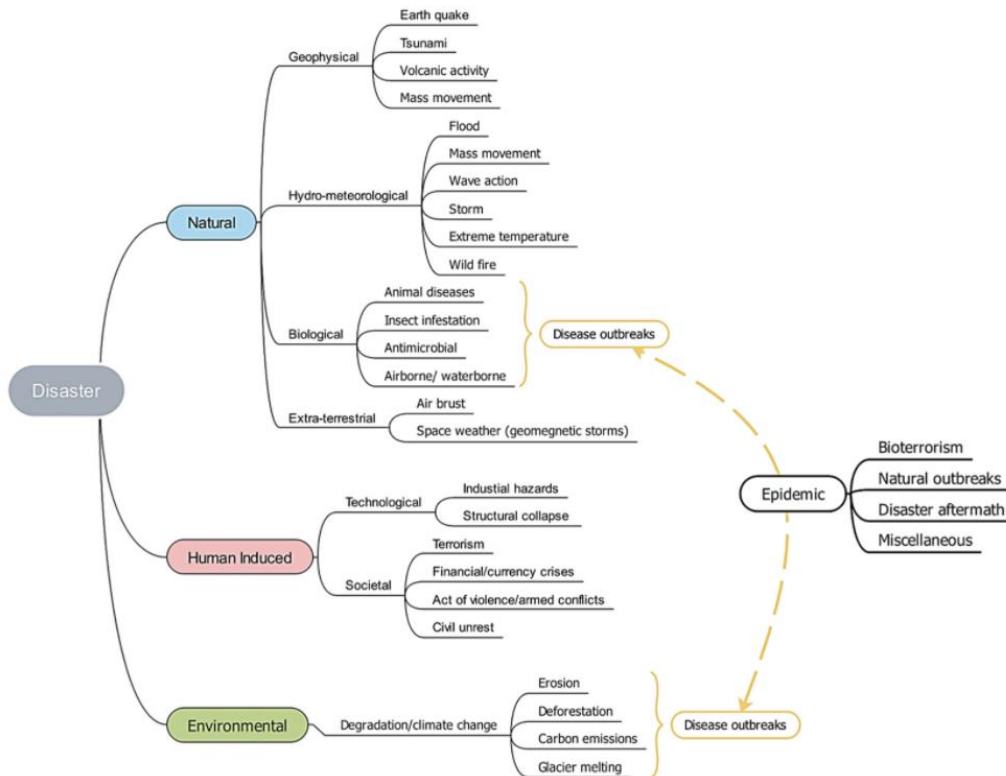 Disaster
Natural
Geophysical
Earth quake
Tsunami
Volcanic activity
Mass movement
Hydro-meteorological
Flood
Mass movement
Wave action
Storm
Extreme temperature
Wild fire
Biological
Animal diseases
Insect infestation
Antimicrobial
Airborne/ waterborne
Disease outbreaks
Extra-terrestrial
Air brust
Space weather (geomegnetic storms)
Human Induced
Technological
Industial hazards
Structural collapse
Societal
Terrorism
Financial/currency crises
Act of violence/armed conflicts
Civil unrest
Environmental
Degradation/climate change
Erosion
Deforestation
Carbon emissions
Glacier melting
Disease outbreaks
Epidemic
Bioterrorism
Natural outbreaks
Disaster aftermath
Miscellaneous